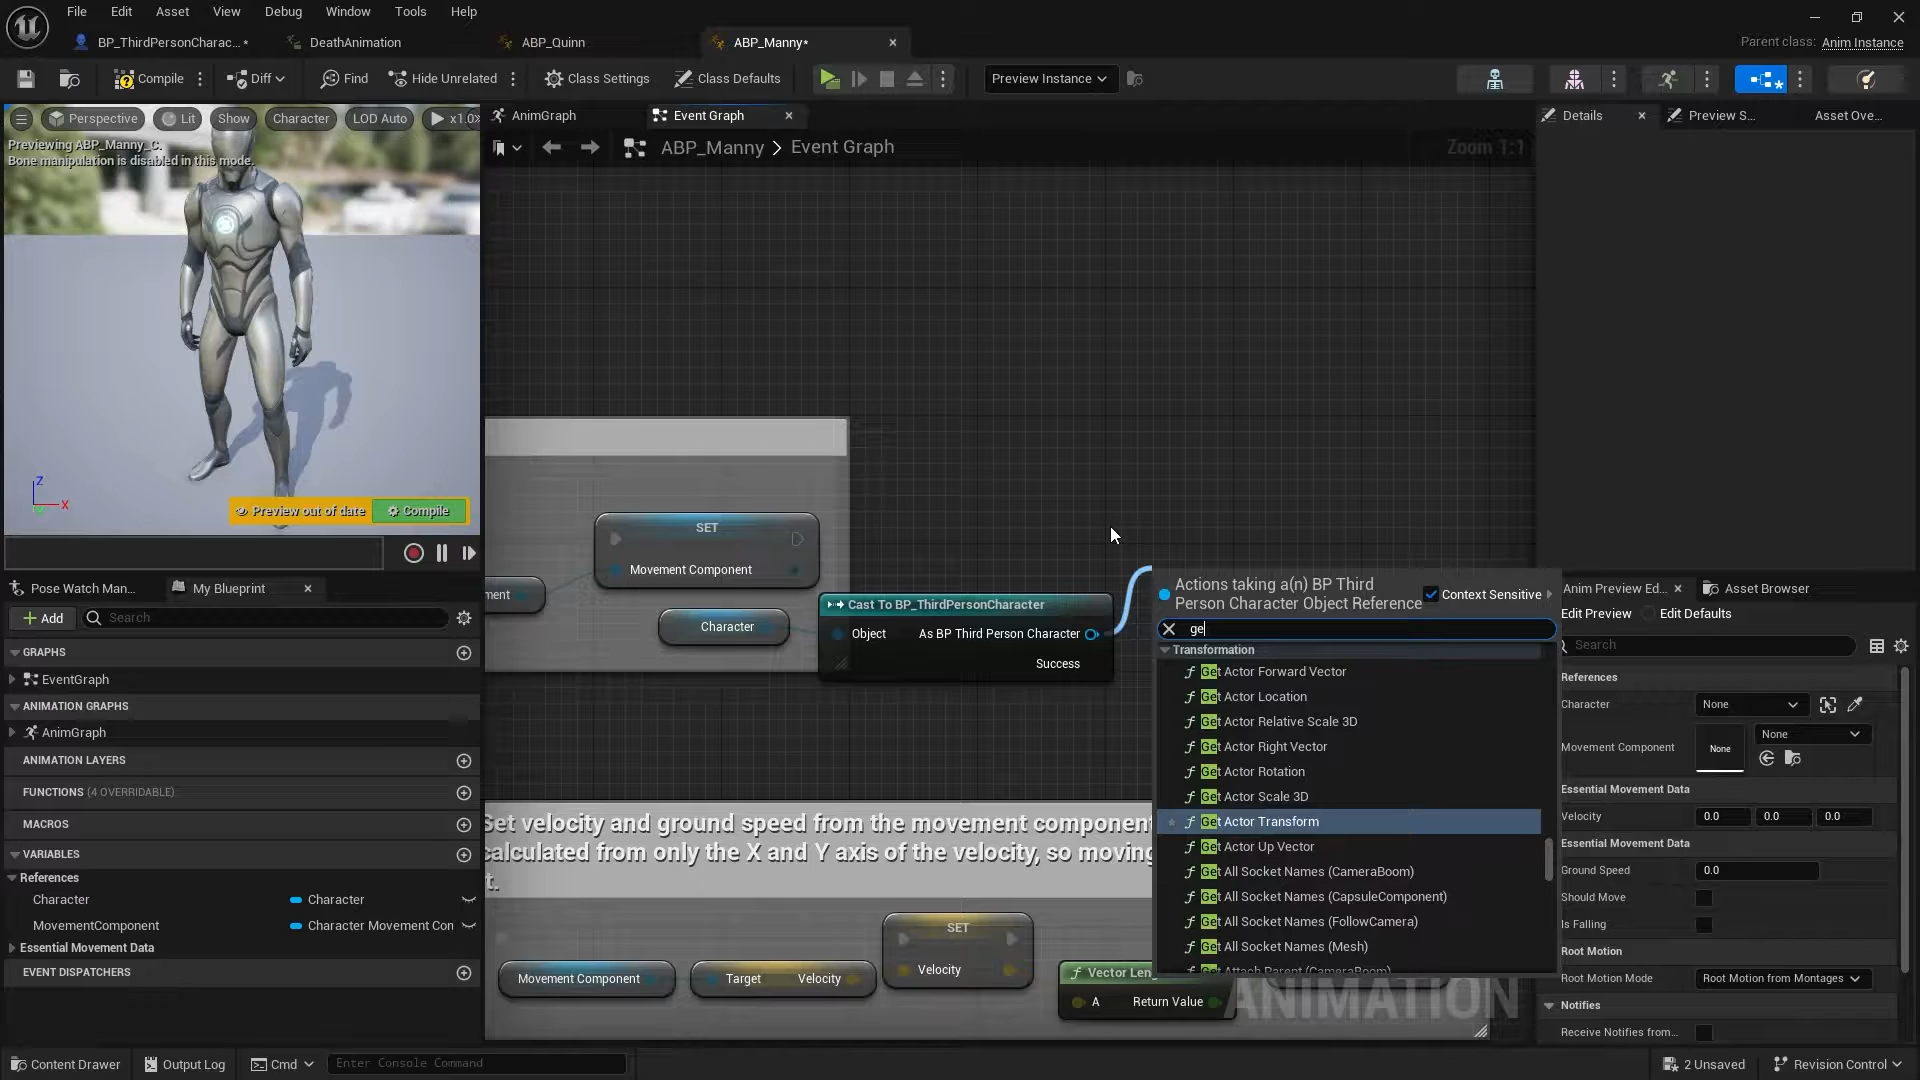 File Edit Asset View Debug Window Tools Help
BP_ThirdPersonCharac... *
DeathAnimation
ABP_Quinn
ABP_Manny*
Parent class: Anim Instance
Compile
Diff
Find
Hide Unrelated
Class Settings
Class Defaults
Preview Instance
Perspective
Lit
Show
Character
LOD Auto
x1.0
Previewing ABP_Manny_C.
Bone manipulation is disabled in this mode.
Z
X
Preview out of date
Compile
AnimGraph
Event Graph
ABP_Manny > Event Graph
Zoom 1:1
Details
Preview S...
Asset Ove...
Pose Watch Man...
My Blueprint
Add
Search
GRAPHS
EventGraph
ANIMATION GRAPHS
AnimGraph
ANIMATION LAYERS
FUNCTIONS (4 OVERRIDABLE)
MACROS
VARIABLES
References
Character Character
MovementComponent Character Movement Con
Essential Movement Data
EVENT DISPATCHERS
SET
Movement Component
ment
Character
Cast To BP_ThirdPersonCharacter
Object As BP Third Person Character
Success
Set velocity and ground speed from the movement component
calculated from only the X and Y axis of the velocity, so moving
t.
SET
Velocity
Movement Component
Target Velocity
Vector Leng
A Return Value
ANIMATION
Actions taking a(n) BP Third
Person Character Object Reference
Context Sensitive
ge
Transformation
Get Actor Forward Vector
Get Actor Location
Get Actor Relative Scale 3D
Get Actor Right Vector
Get Actor Rotation
Get Actor Scale 3D
Get Actor Transform
Get Actor Up Vector
Get All Socket Names (CameraBoom)
Get All Socket Names (CapsuleComponent)
Get All Socket Names (FollowCamera)
Get All Socket Names (Mesh)
Get Attach Parent (CameraBoom)
Anim Preview Ed...
Asset Browser
Edit Preview
Edit Defaults
Search
References
Character None
None
Movement Component None
Essential Movement Data
Velocity 0.0 0.0 0.0
Essential Movement Data
Ground Speed 0.0
Should Move
Is Falling
Root Motion
Root Motion Mode Root Motion from Montages
Notifies
Receive Notifies from...
Content Drawer
Output Log
Cmd
Enter Console Command
2 Unsaved
Revision Control